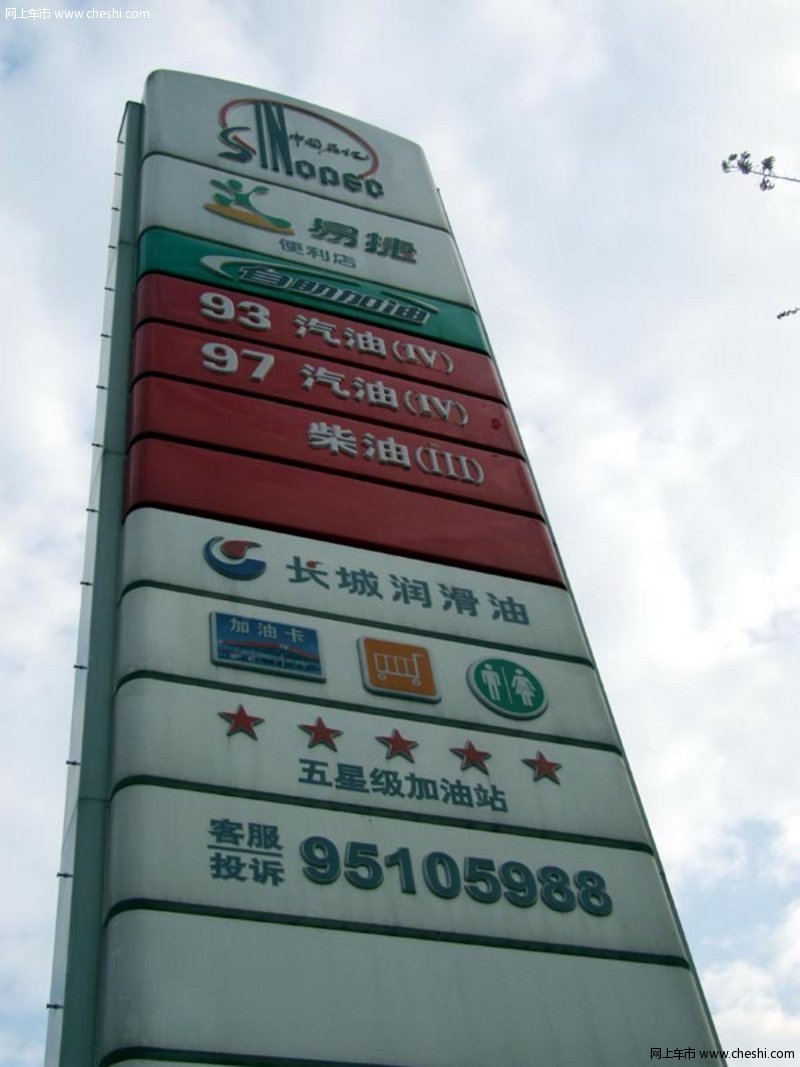 网上车市 www.cheshi.com
中国石化
SINOPEC
易捷
便利店
自助加油
93 汽油(IV)
97 汽油(IV)
柴油(III)
长城润滑油
加油卡
五星级加油站
客服
投诉 95105988
网上车市 www.cheshi.com